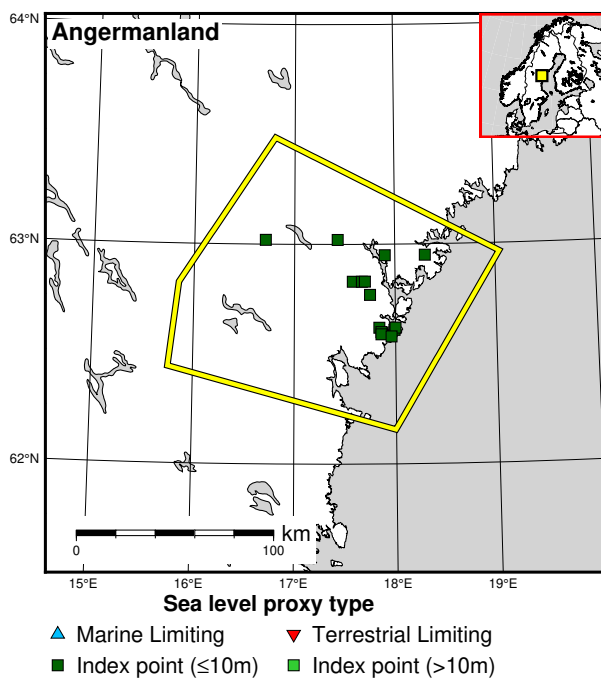 Angermanland
64°N
63°N
62°N
km
0
100
15°E
16°E
17°E
18°E
19°E
Sea level proxy type
Marine Limiting
Terrestrial Limiting
Index point (≤10m)
Index point (>10m)